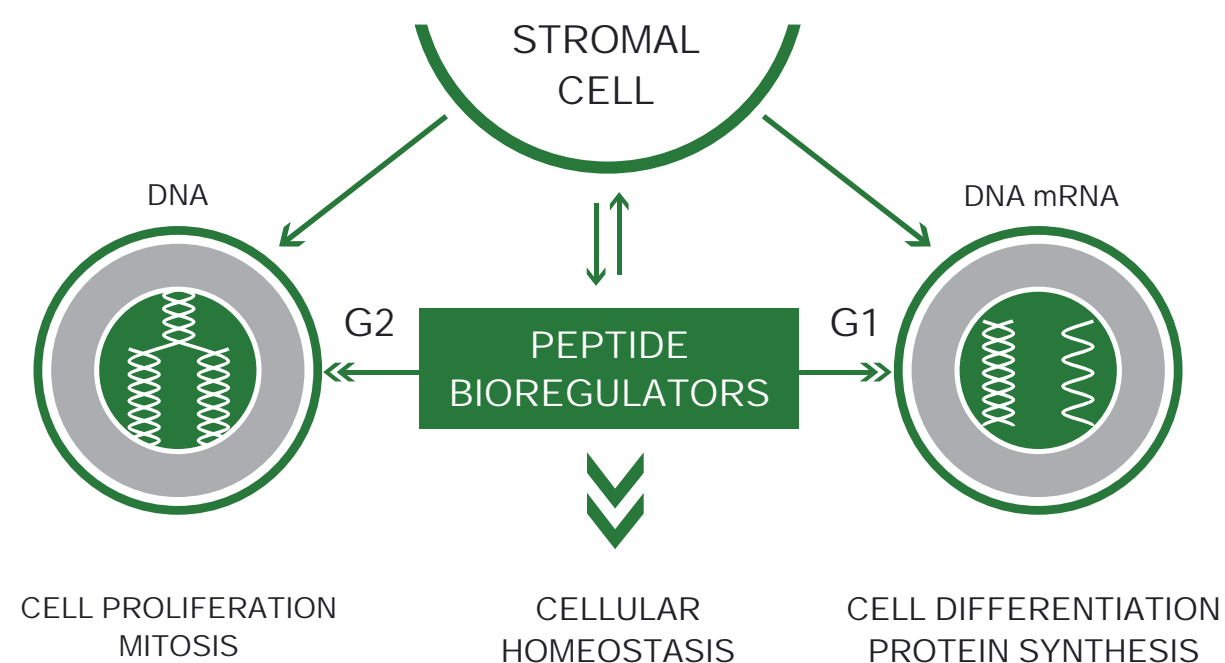 STROMAL
CELL
DNA
DNA mRNA
G2
G1
PEPTIDE
BIOREGULATORS
CELL PROLIFERATION
MITOSIS
CELLULAR
HOMEOSTASIS
CELL DIFFERENTIATION
PROTEIN SYNTHESIS